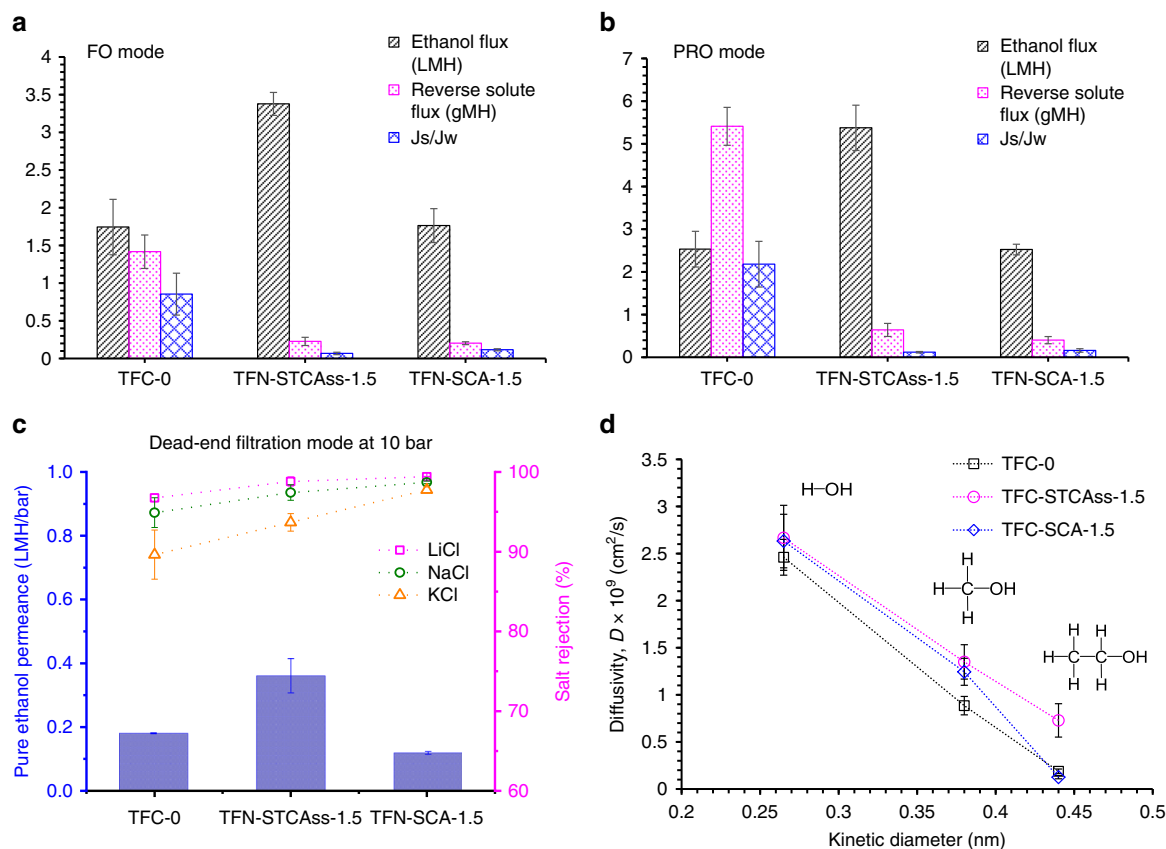 a
FO mode
Ethanol flux
(LMH)
Reverse solute
flux (gMH)
Js/Jw
4
3.5
3
2.5
2
1.5
1
0.5
0
TFC-0
TFN-STCAss-1.5
TFN-SCA-1.5
b
PRO mode
Ethanol flux
(LMH)
Reverse solute
flux (gMH)
Js/Jw
7
6
5
4
3
2
1
0
TFC-0
TFN-STCAss-1.5
TFN-SCA-1.5
c
Dead-end filtration mode at 10 bar
Pure ethanol permeance (LMH/bar)
1.0
0.8
0.6
0.4
0.2
0.0
LiCl
NaCl
KCl
100
90
80
70
60
Salt rejection (%)
TFC-0
TFN-STCAss-1.5
TFN-SCA-1.5
d
Diffusivity, D × 10⁹ (cm²/s)
3.5
3
2.5
2
1.5
1
0.5
0
TFC-0
TFC-STCAss-1.5
TFC-SCA-1.5
H–OH
H
H–C–OH
H
H H
H–C–C–OH
H H
0.2
0.25
0.3
0.35
0.4
0.45
0.5
Kinetic diameter (nm)